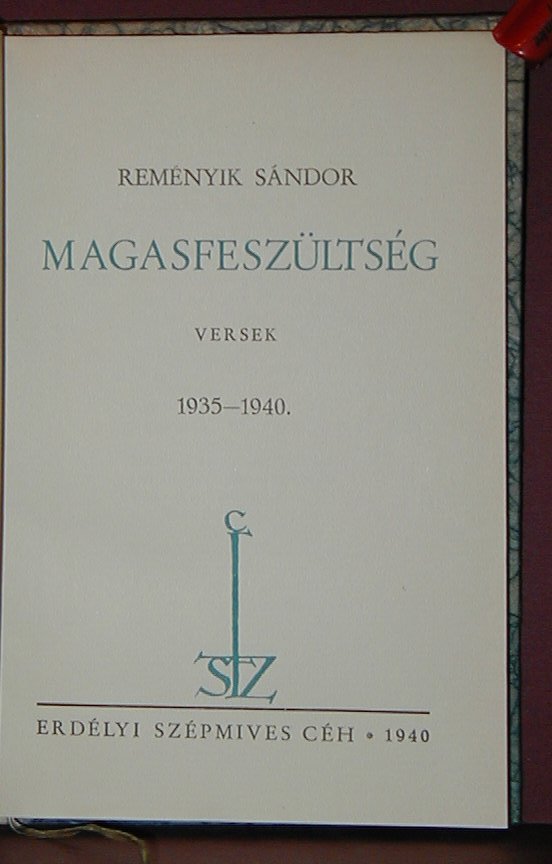 REMÉNYIK SÁNDOR
MAGASFESZÜLTSÉG
VERSEK
1935—1940.
C
SZ
ERDÉLYI SZÉPMIVES CÉH • 1940